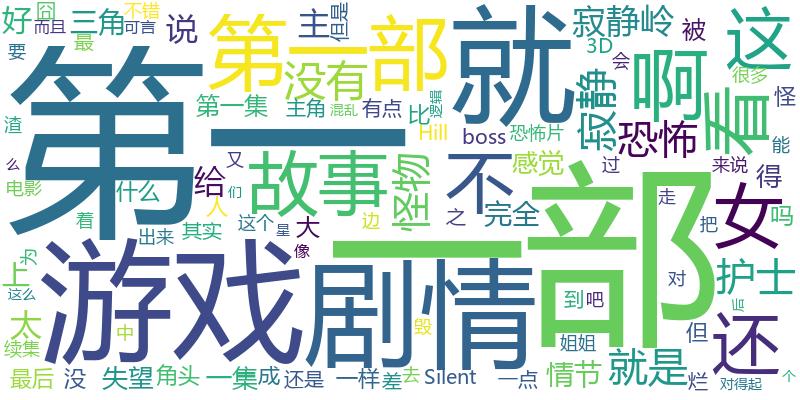 好 囧 三角 说 第一部 主 但是 寂静岭 被 这
而且 最 不错 可言 没有 3D 会 很多
要 第一 就 啊 看 怪
渣 第一集 主角 有点 比 寂静 恐怖 能
么 混乱 逻辑 Hill boss 恐怖片
电影 又 给 故事 不 感觉 过 来说 得
着 什么 们 人 怪物 之 完全 走 女 吗
上 为 出来 其实 这个 星 大 边 一部 把
这么 游戏 像 剧情 对 护士
太 中 到 吧 还
续集 毁 姐姐 但 后
最后 没 失望 角头 一集 成 还是 一样 差 去 Silent 一点 情节 就是 烂 对得起 个